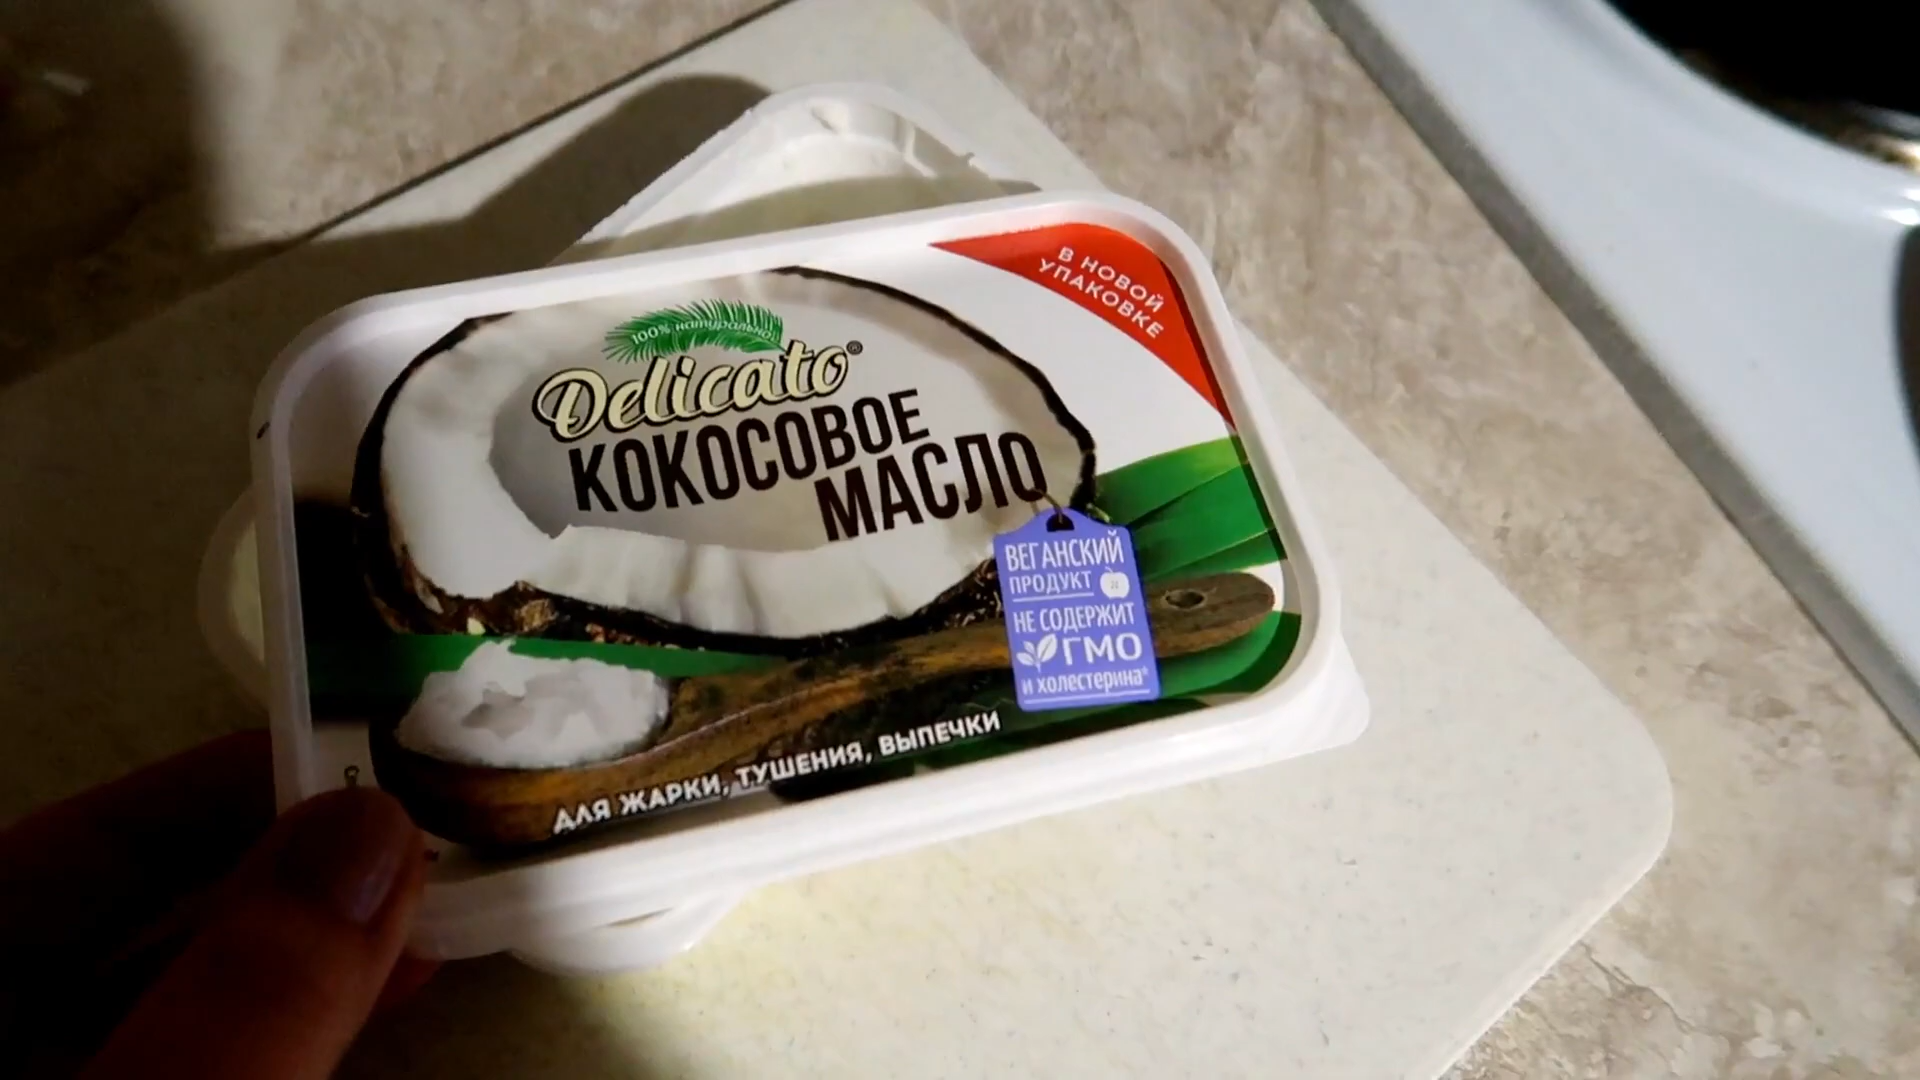 В НОВОЙ
УПАКОВКЕ
100% натурально
Delicato®
КОКОСОВОЕ
МАСЛО
ВЕГАНСКИЙ
ПРОДУКТ
НЕ СОДЕРЖИТ
ГМО
и холестерина*
ДЛЯ ЖАРКИ, ТУШЕНИЯ, ВЫПЕЧКИ